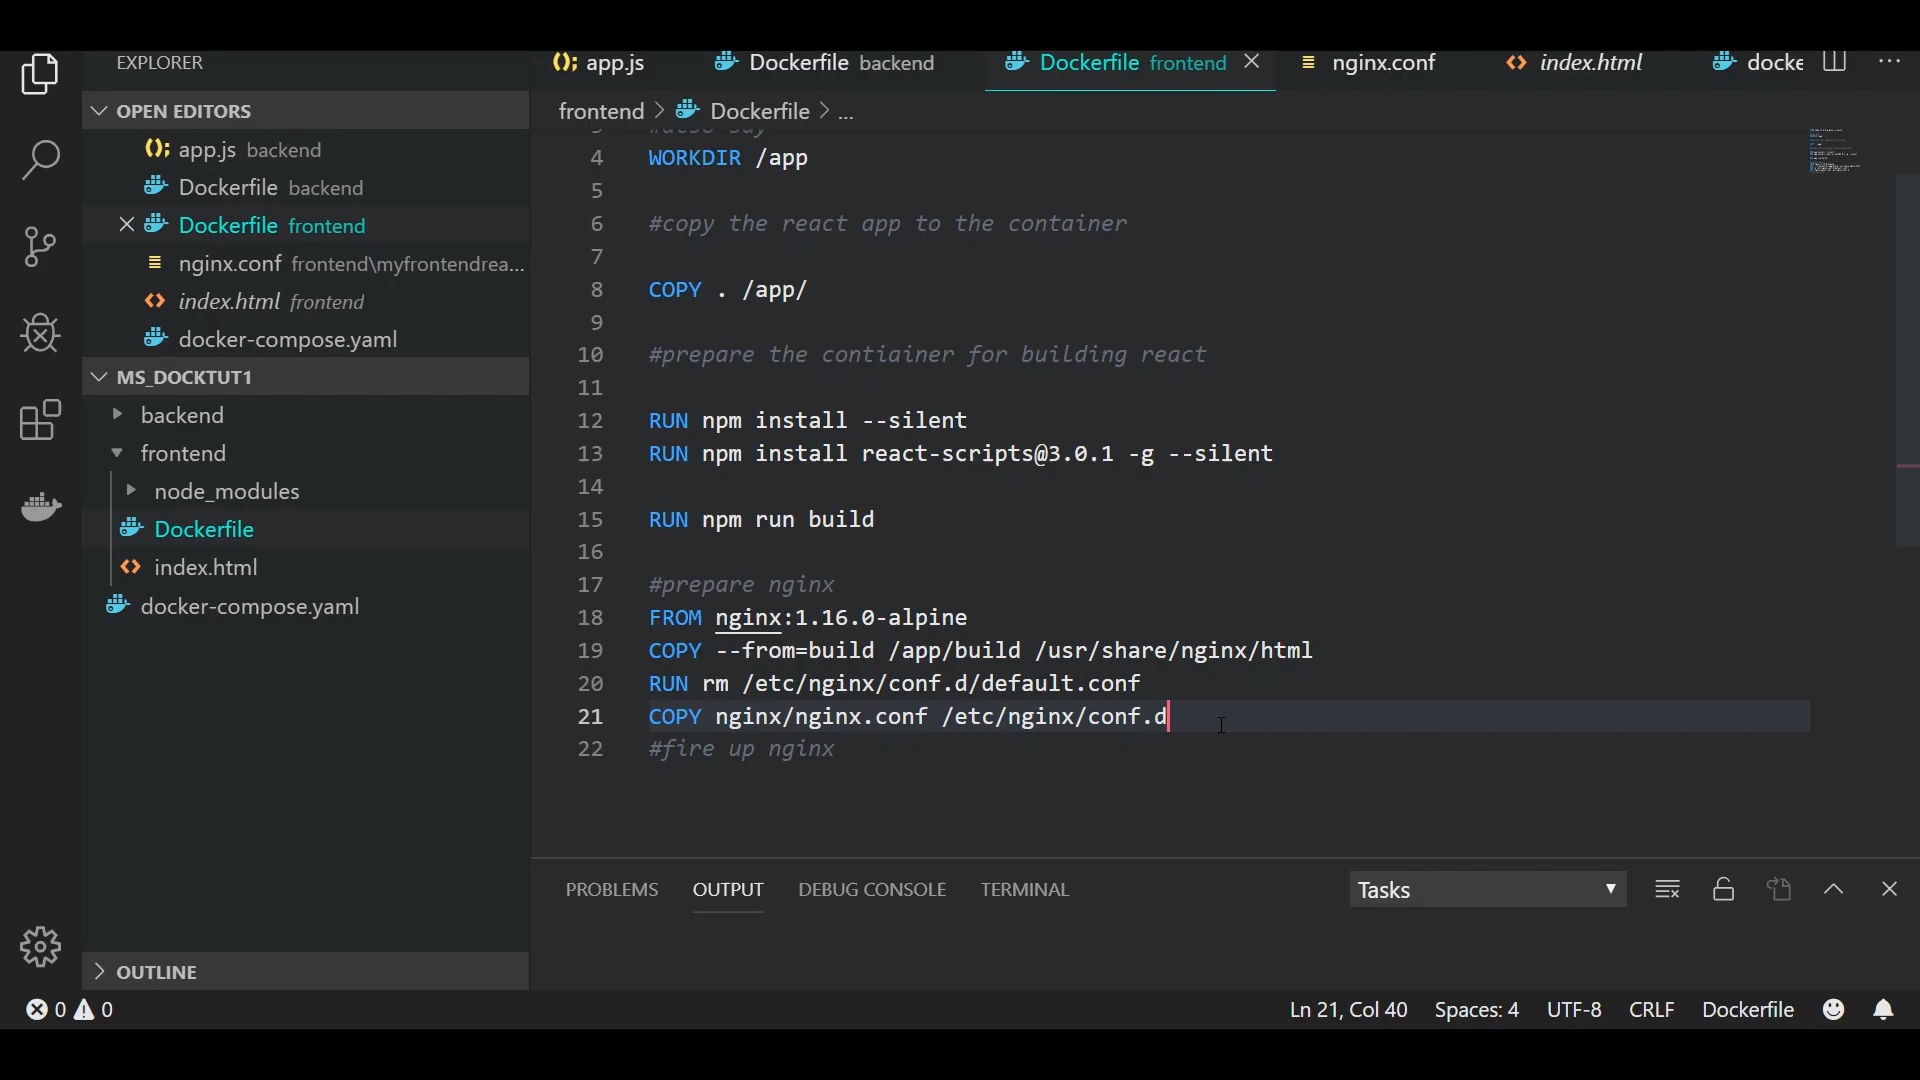 EXPLORER
OPEN EDITORS
app.js backend
Dockerfile backend
Dockerfile frontend
nginx.conf frontend\myfrontendrea...
index.html frontend
docker-compose.yaml
MS_DOCKTUT1
backend
frontend
node_modules
Dockerfile
index.html
docker-compose.yaml
OUTLINE
app.js
Dockerfile backend
Dockerfile frontend
nginx.conf
index.html
docke
frontend > Dockerfile > ...
#also say
4 WORKDIR /app
5
6 #copy the react app to the container
7
8 COPY . /app/
9
10 #prepare the contiainer for building react
11
12 RUN npm install --silent
13 RUN npm install react-scripts@3.0.1 -g --silent
14
15 RUN npm run build
16
17 #prepare nginx
18 FROM nginx:1.16.0-alpine
19 COPY --from=build /app/build /usr/share/nginx/html
20 RUN rm /etc/nginx/conf.d/default.conf
21 COPY nginx/nginx.conf /etc/nginx/conf.d
22 #fire up nginx
PROBLEMS OUTPUT DEBUG CONSOLE TERMINAL
Tasks
0 0
Ln 21, Col 40 Spaces: 4 UTF-8 CRLF Dockerfile